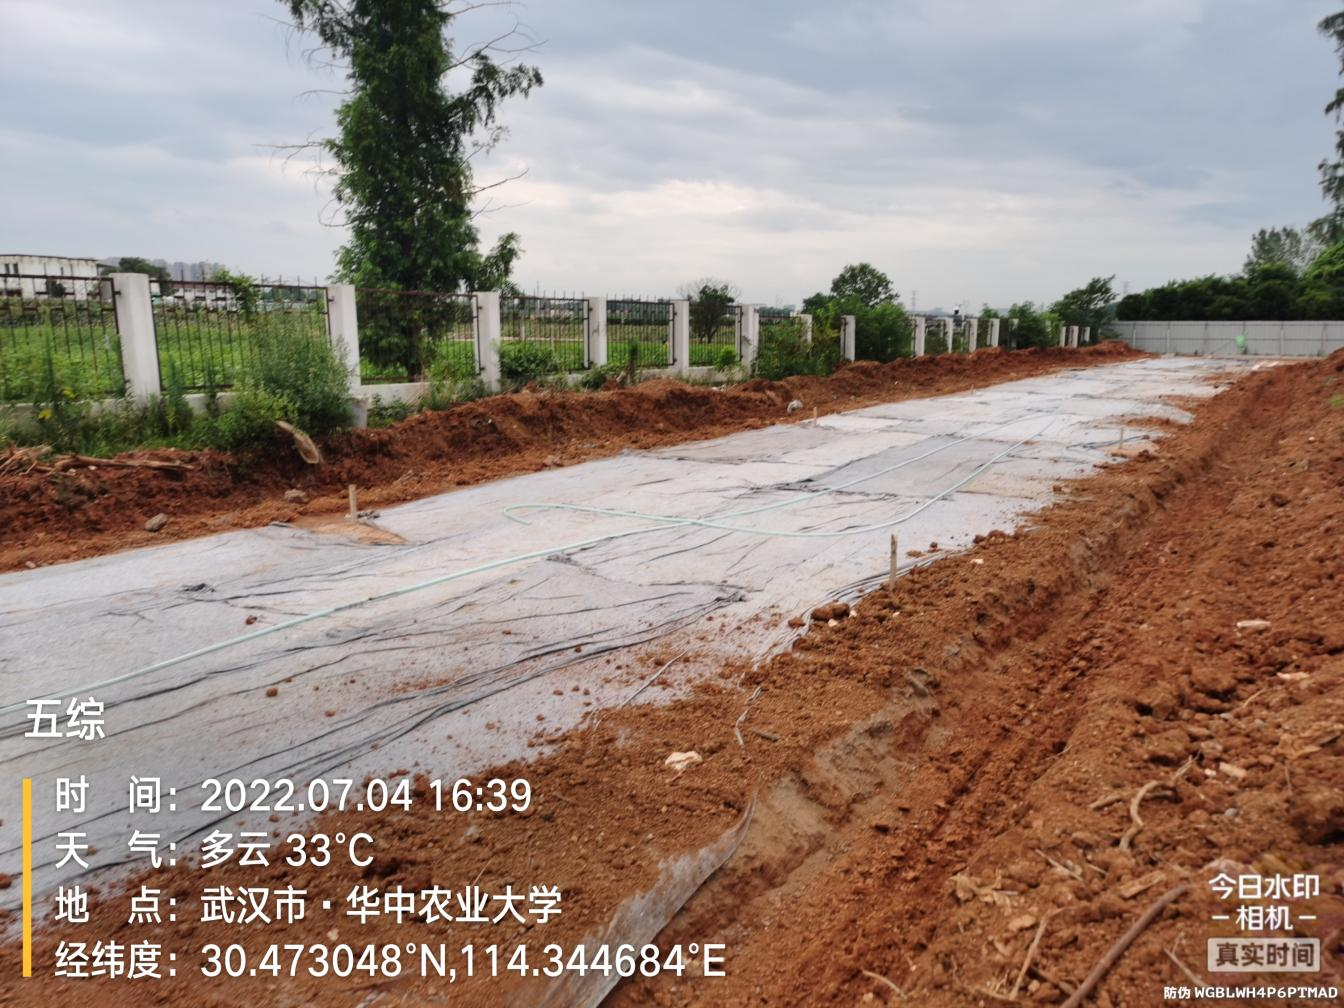 五综
时 间：2022.07.04 16:39
天 气：多云 33°C
地 点：武汉市·华中农业大学
经纬度：30.473048°N,114.344684°E
今日水印
－相机－
真实时间
防伪 WGBLWH4P6PTMAD